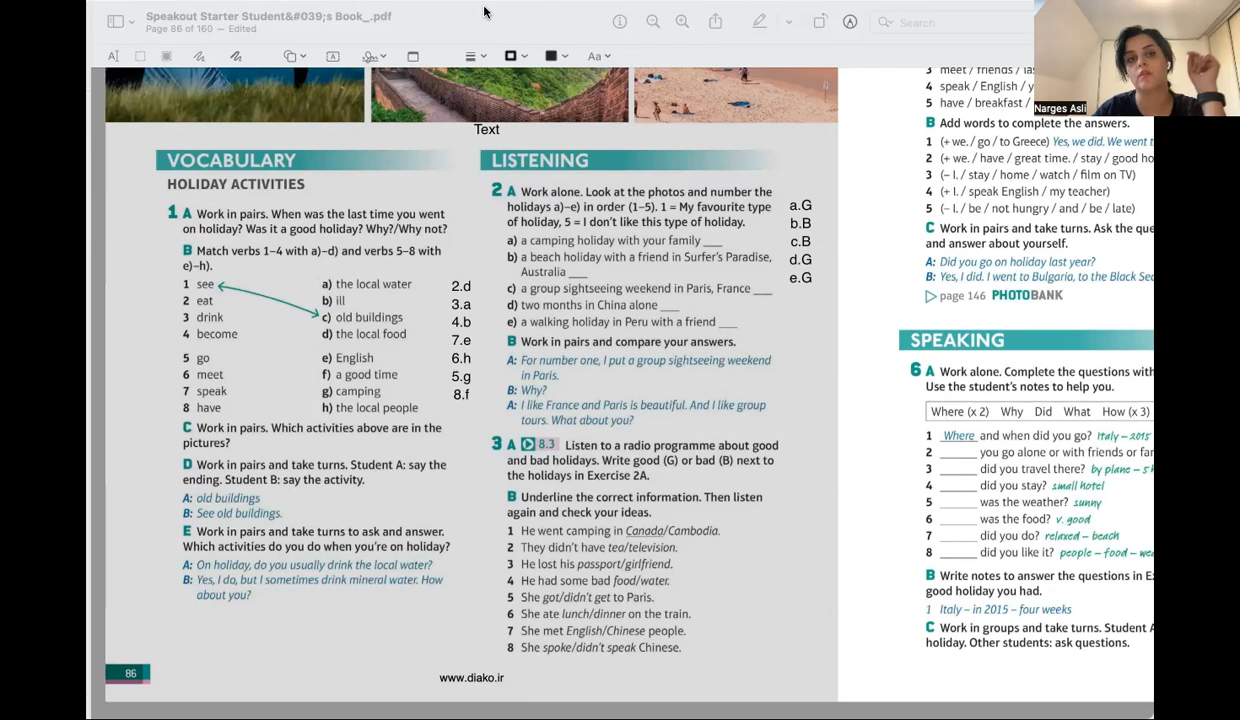 Speakout Starter Student&#039;s Book_.pdf
Page 86 of 160 — Edited
Search
Aa
Narges Asli
Text
VOCABULARY
HOLIDAY ACTIVITIES
1 A Work in pairs. When was the last time you went
on holiday? Was it a good holiday? Why?/Why not?
B Match verbs 1–4 with a)–d) and verbs 5–8 with
e)–h).
1 see a) the local water
2 eat b) ill
3 drink c) old buildings
4 become d) the local food
5 go e) English
6 meet f) a good time
7 speak g) camping
8 have h) the local people
2.d
3.a
4.b
7.e
6.h
5.g
8.f
C Work in pairs. Which activities above are in the
pictures?
D Work in pairs and take turns. Student A: say the
ending. Student B: say the activity.
A: old buildings
B: See old buildings.
E Work in pairs and take turns to ask and answer.
Which activities do you do when you're on holiday?
A: On holiday, do you usually drink the local water?
B: Yes, I do, but I sometimes drink mineral water. How
about you?
86
LISTENING
2 A Work alone. Look at the photos and number the
holidays a)–e) in order (1–5). 1 = My favourite type
of holiday, 5 = I don't like this type of holiday.
a) a camping holiday with your family ___
b) a beach holiday with a friend in Surfer's Paradise,
Australia ___
c) a group sightseeing weekend in Paris, France ___
d) two months in China alone ___
e) a walking holiday in Peru with a friend ___
a.G
b.B
c.B
d.G
e.G
B Work in pairs and compare your answers.
A: For number one, I put a group sightseeing weekend
in Paris.
B: Why?
A: I like France and Paris is beautiful. And I like group
tours. What about you?
3 A 8.3 Listen to a radio programme about good
and bad holidays. Write good (G) or bad (B) next to
the holidays in Exercise 2A.
B Underline the correct information. Then listen
again and check your ideas.
1 He went camping in Canada/Cambodia.
2 They didn't have tea/television.
3 He lost his passport/girlfriend.
4 He had some bad food/water.
5 She got/didn't get to Paris.
6 She ate lunch/dinner on the train.
7 She met English/Chinese people.
8 She spoke/didn't speak Chinese.
www.diako.ir
3 meet / friends /
4 speak / English /
5 have / breakfast /
B Add words to complete the answers.
1 (+ we. / go / to Greece) Yes, we did. We went
2 (+ we. / have / great time. / stay / good
3 (– I. / stay / home / watch / film on TV)
4 (+ I. / speak English / my teacher)
5 (– I. / be / not hungry / and / be / late)
C Work in pairs and take turns. Ask the
and answer about yourself.
A: Did you go on holiday last year?
B: Yes, I did. I went to Bulgaria, to the Black
page 146 PHOTOBANK
SPEAKING
6 A Work alone. Complete the questions with
Use the student's notes to help you.
Where (x 2) Why Did What How (x 3)
1 Where and when did you go? Italy – 2015
2 ______ you go alone or with friends or
3 ______ did you travel there? by plane – 5
4 ______ did you stay? small hotel
5 ______ was the weather? sunny
6 ______ was the food? v. good
7 ______ did you do? relaxed – beach
8 ______ did you like it? people – food –
B Write notes to answer the questions in
good holiday you had.
1 Italy – in 2015 – four weeks
C Work in groups and take turns. Student
holiday. Other students: ask questions.